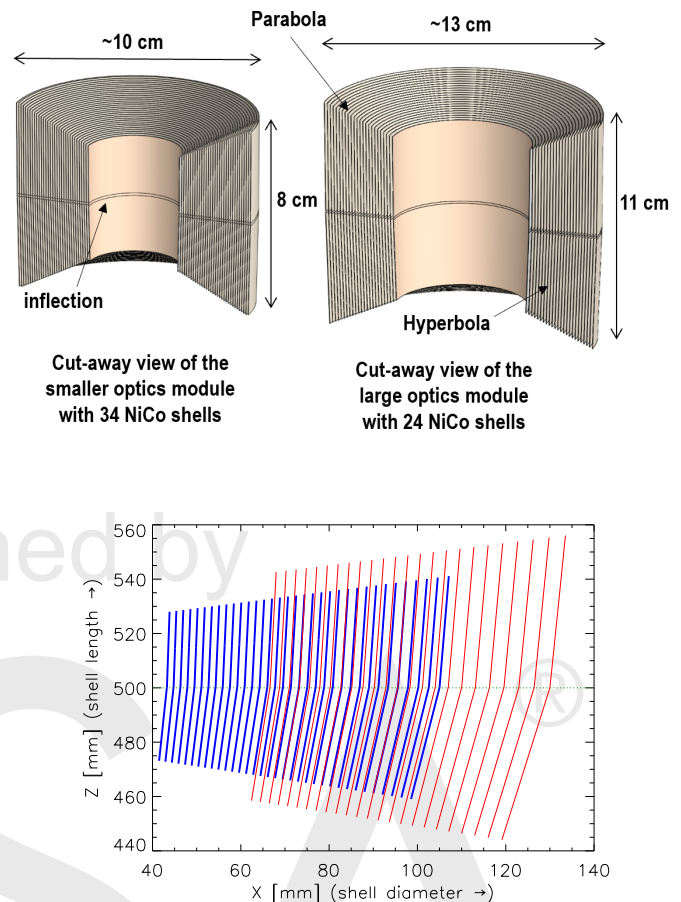 ~10 cm
Parabola
~13 cm
8 cm
11 cm
inflection
Hyperbola
Cut-away view of the
smaller optics module
with 34 NiCo shells
Cut-away view of the
large optics module
with 24 NiCo shells
ned by
®
Z [mm] (shell length →)
560
540
520
500
480
460
440
40
60
80
100
120
140
X [mm] (shell diameter →)